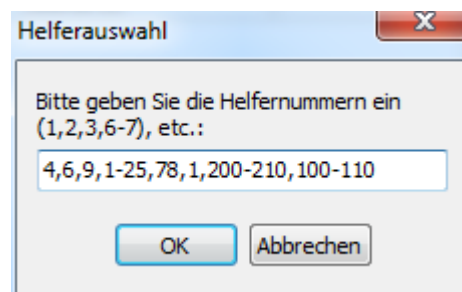 Helferauswahl
Bitte geben Sie die Helfernummern ein
(1,2,3,6-7), etc.:
4,6,9,1-25,78,1,200-210,100-110
OK
Abbrechen